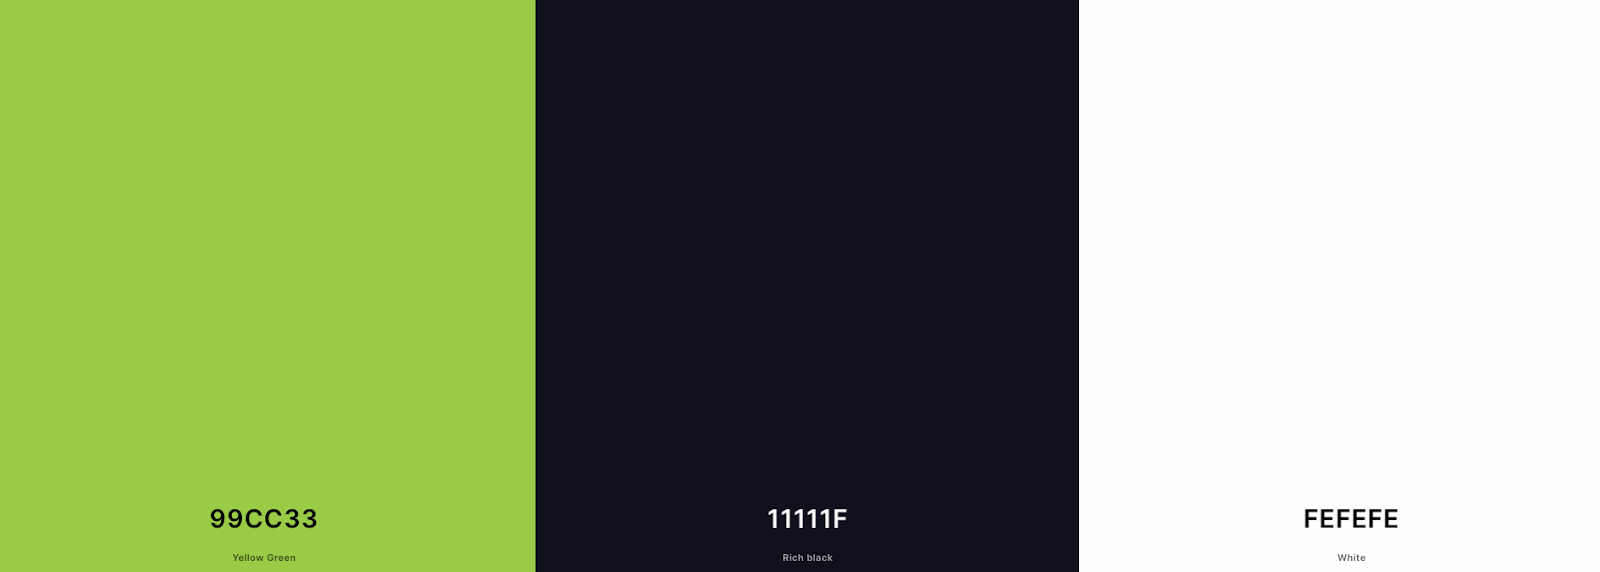 99CC33
Yellow Green
11111F
Rich black
FEFEFE
White